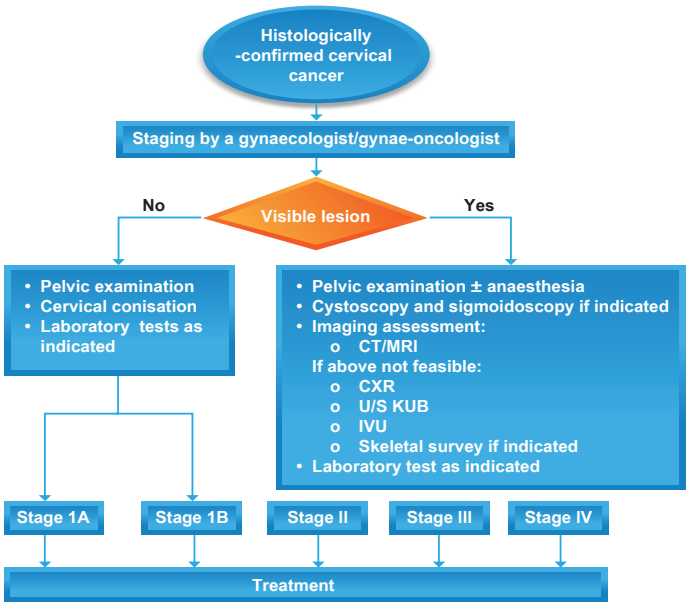 Histologically
-confirmed cervical
cancer
Staging by a gynaecologist/gynae-oncologist
Visible lesion
No
Yes
• Pelvic examination
• Cervical conisation
• Laboratory tests as
indicated
• Pelvic examination ± anaesthesia
• Cystoscopy and sigmoidoscopy if indicated
• Imaging assessment:
o CT/MRI
If above not feasible:
o CXR
o U/S KUB
o IVU
o Skeletal survey if indicated
• Laboratory test as indicated
Stage 1A
Stage 1B
Stage II
Stage III
Stage IV
Treatment